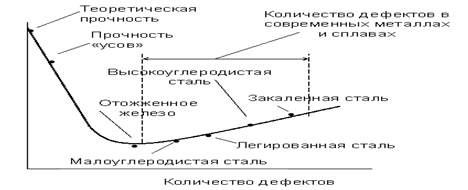 Теоретическая
прочность
Прочность
«усов»
Количество дефектов в
современных металлах
и сплавах
Высокоуглеродистая
сталь
Отожженное
железо
Закаленная сталь
Легированная сталь
Малоуглеродистая сталь
Количество дефектов